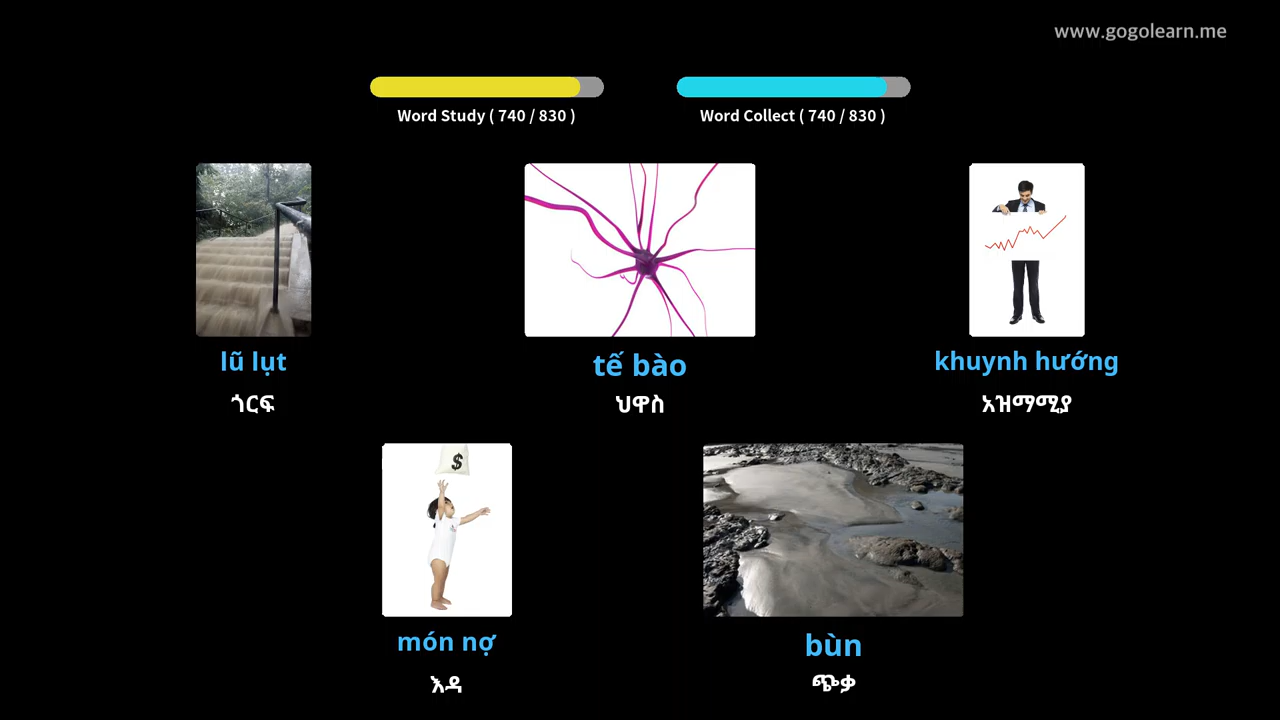 www.gogolearn.me
Word Study ( 740 / 830 )
Word Collect ( 740 / 830 )
lũ lụt
tế bào
khuynh hướng
ጎርፍ
ህዋስ
አዝማሚያ
$
món nợ
bùn
እዳ
ጭቃ